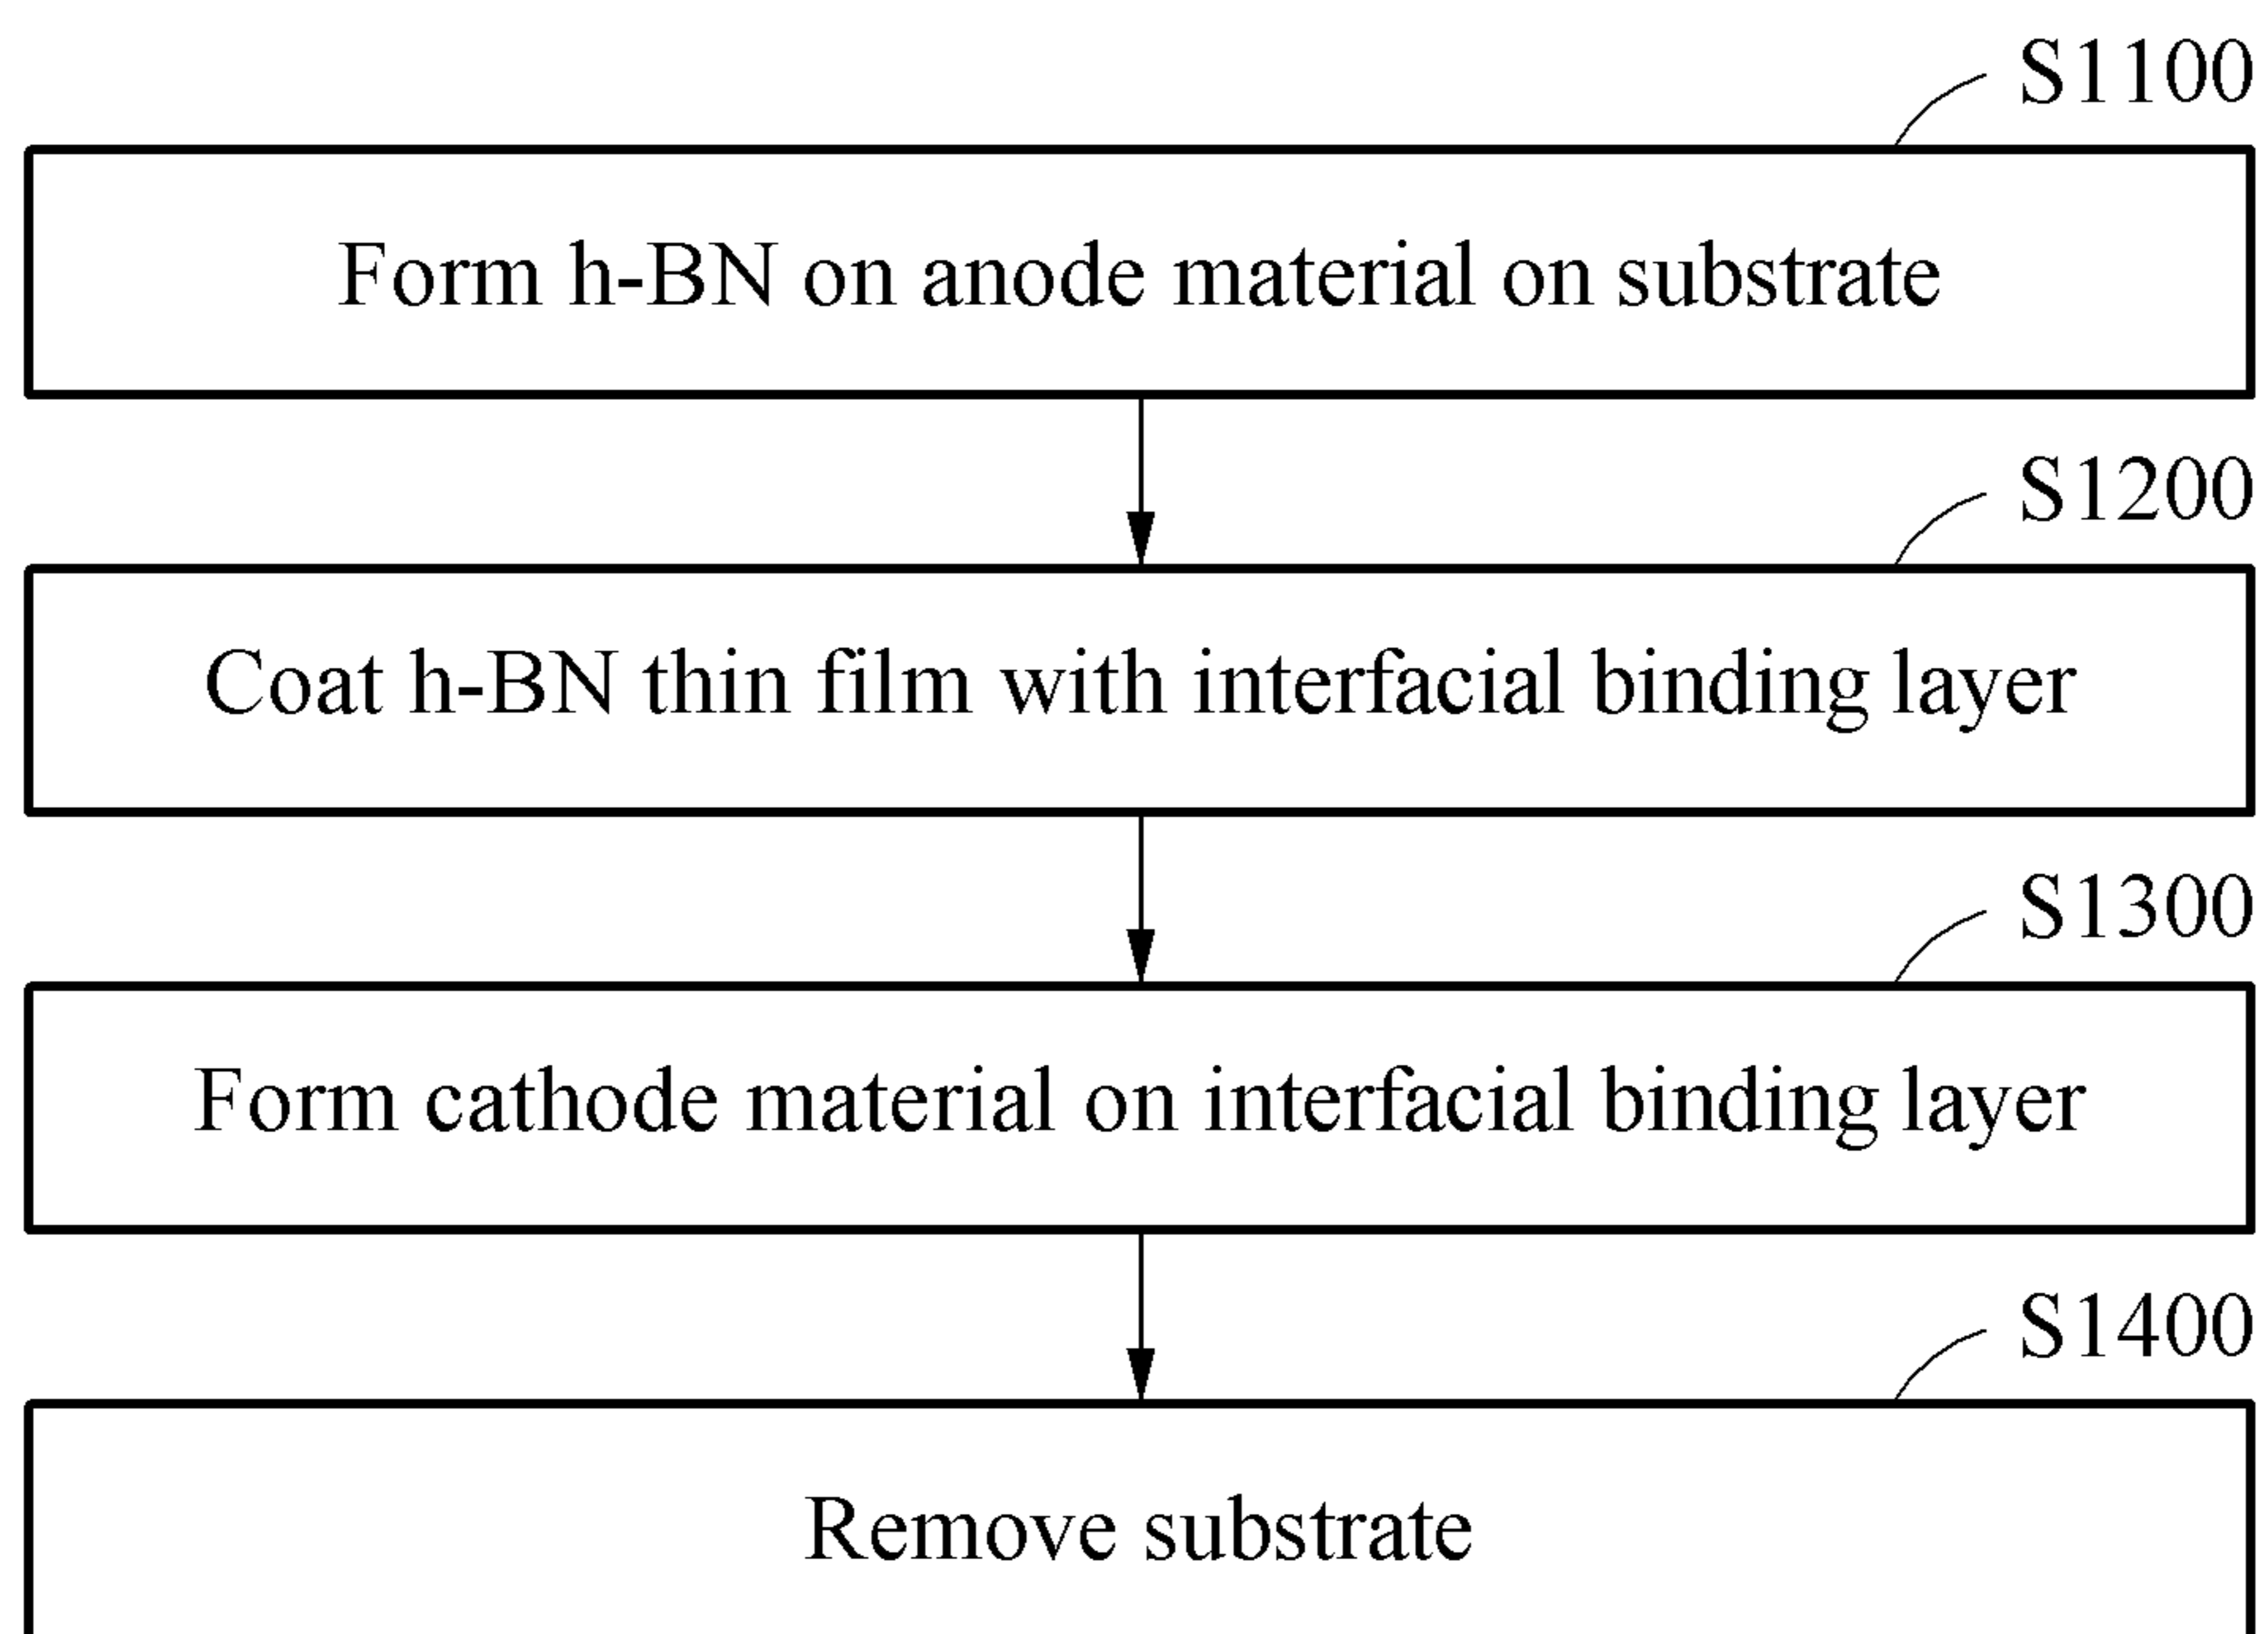 S1100
Form h-BN on anode material on substrate
S1200
Coat h-BN thin film with interfacial binding layer
S1300
Form cathode material on interfacial binding layer
S1400
Remove substrate